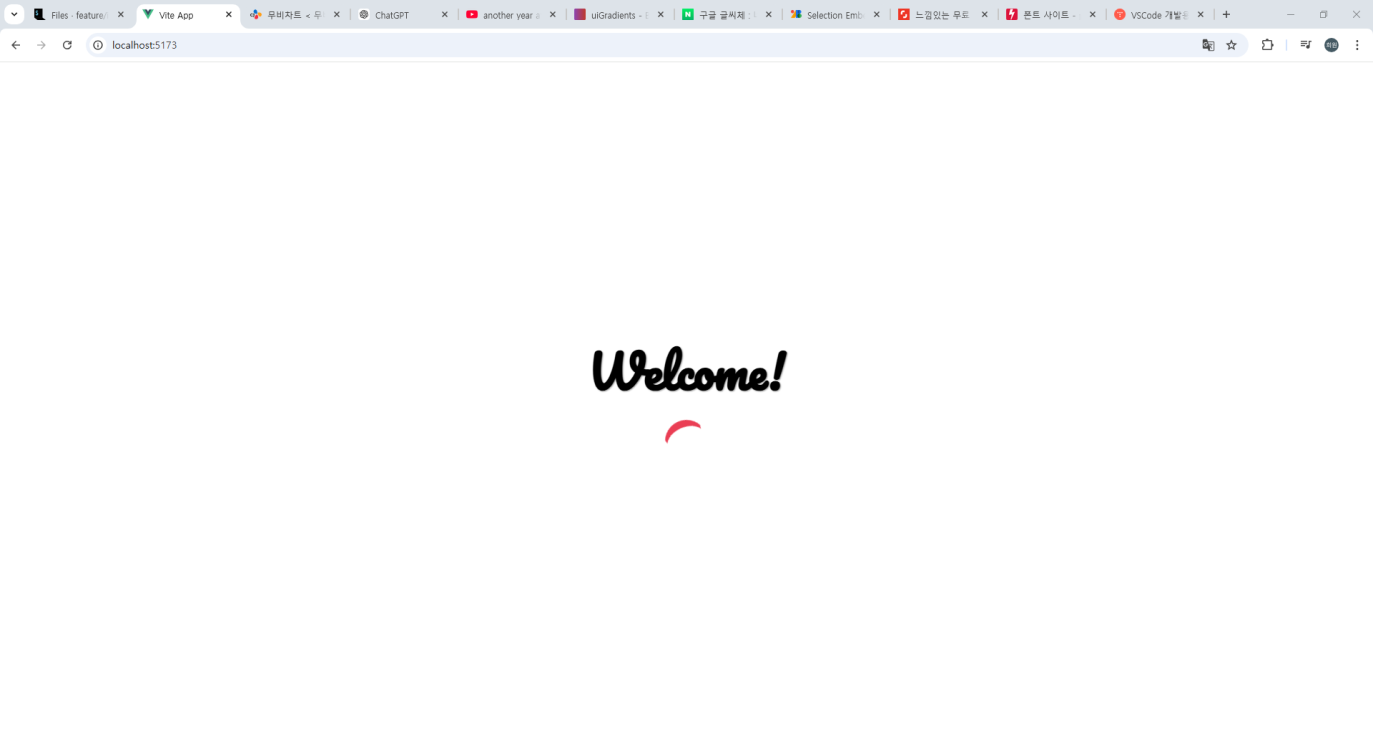 Files - feature/
Vite App
무비차트 < 무
ChatGPT
another year a
uiGradients -
구글 글씨체 :
Selection Emb
느낌있는 무료
폰트 사이트 -
VSCode 개발
localhost:5173
Welcome!